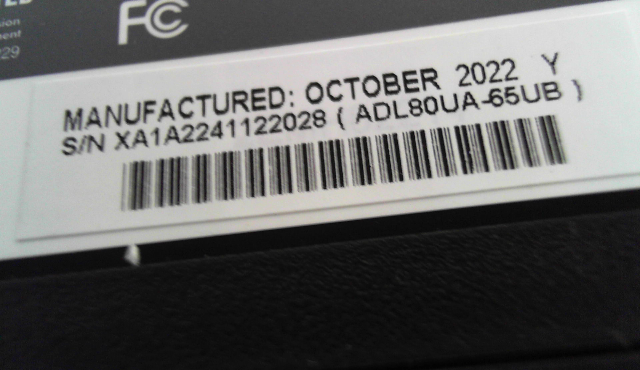 FC
MANUFACTURED: OCTOBER 2022 Y
S/N XA1A2241122028 ( ADL80UA-65UB )